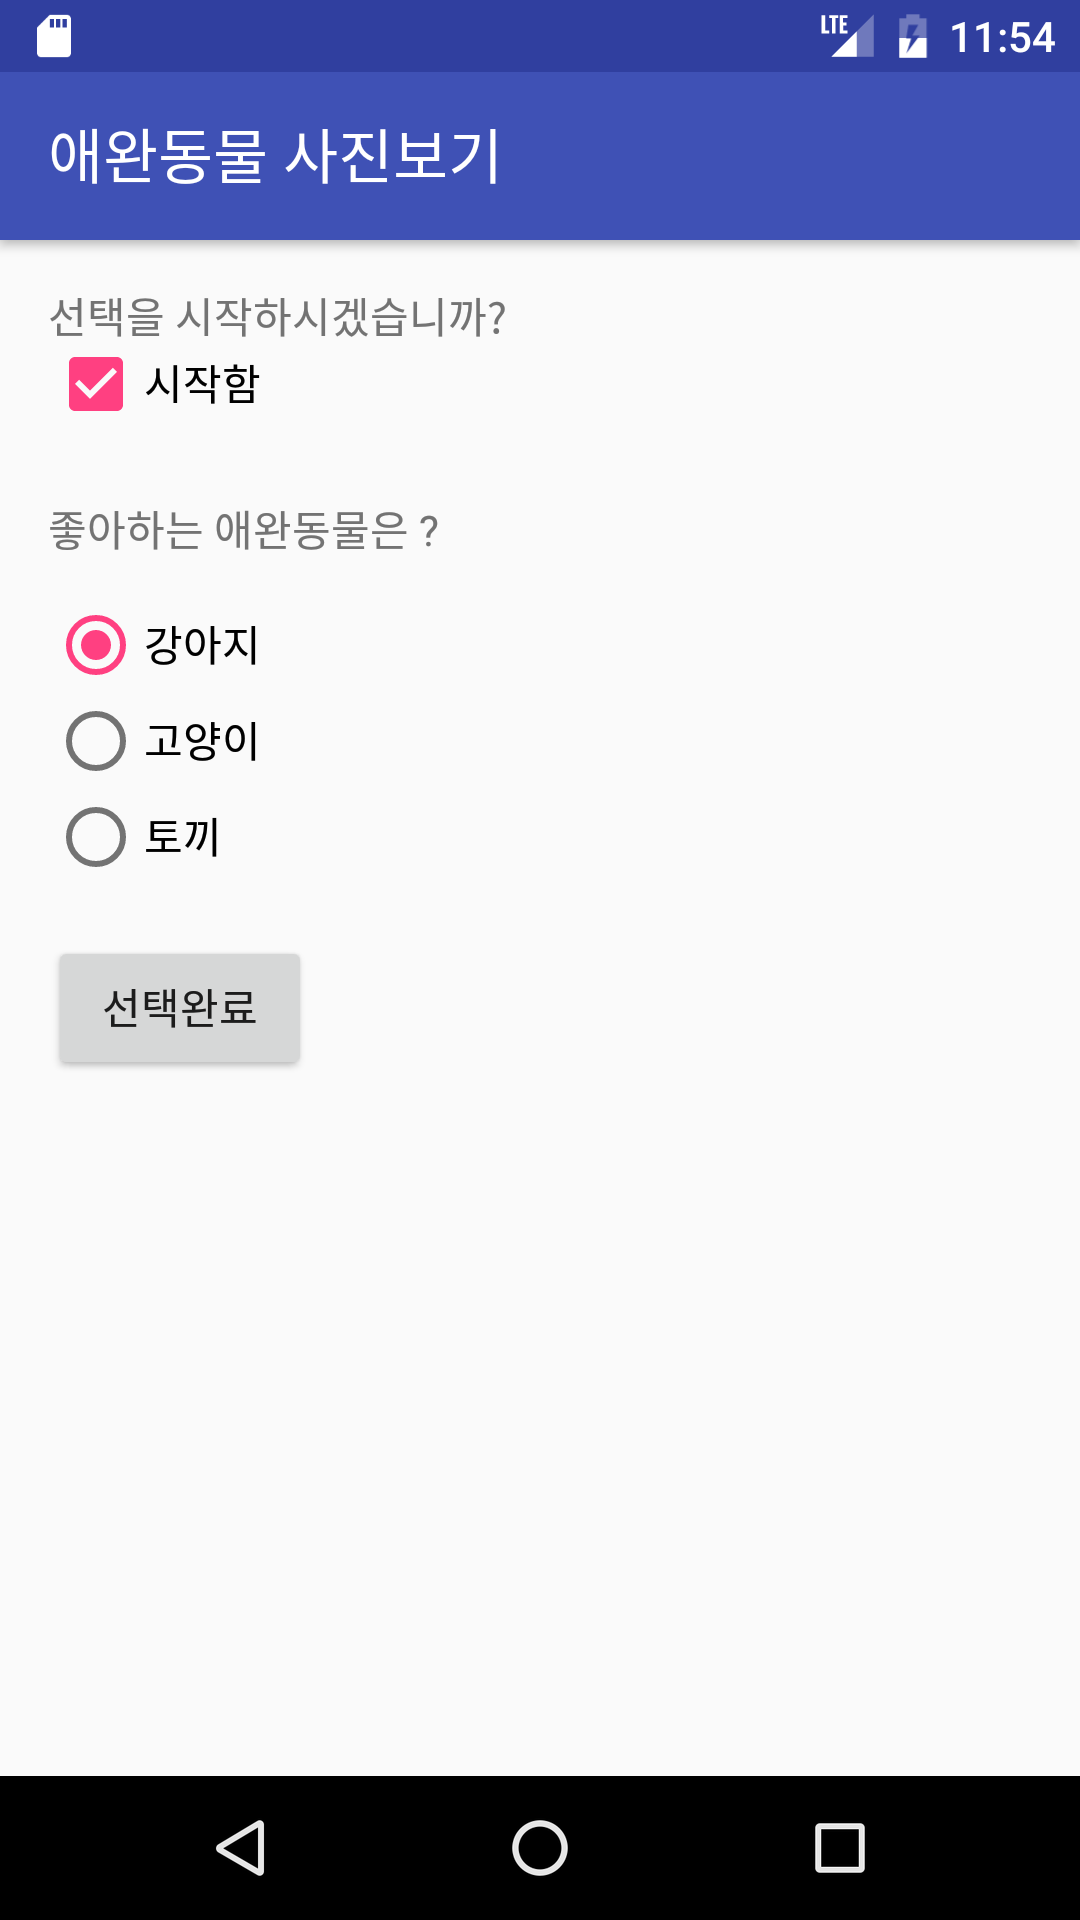 LTE 11:54
애완동물 사진보기
선택을 시작하시겠습니까?
시작함
좋아하는 애완동물은 ?
강아지
고양이
토끼
선택완료